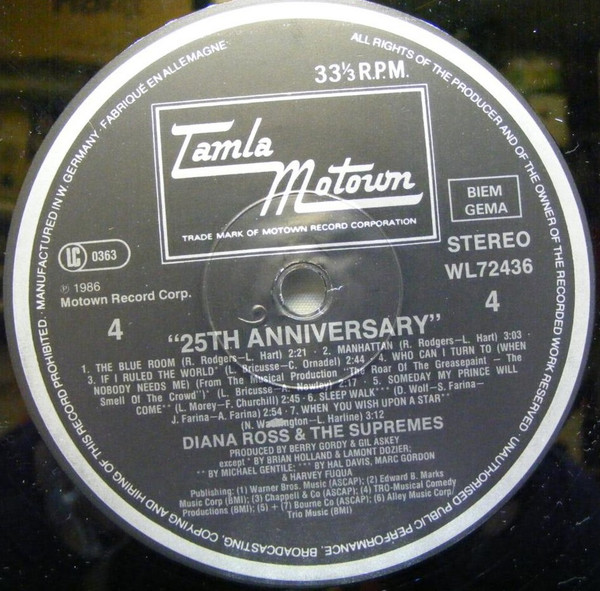 MANUFACTURED IN W. GERMANY · FABRIQUÉ EN ALLEMAGNE ·
ALL RIGHTS OF THE PRODUCER AND OF THE OWNER OF THE RECORDED WORK RESERVED. · UNAUTHORISED PUBLIC PERFORMANCE, BROADCASTING, COPYING AND HIRING OF THIS RECORD PROHIBITED.
33⅓ R.P.M.
Tamla
Motown
TRADE MARK OF MOTOWN RECORD CORPORATION
BIEM
GEMA
LC 0363
STEREO
WL72436
℗ 1986
Motown Record Corp.
4
4
"25TH ANNIVERSARY"
1. THE BLUE ROOM (R. Rodgers–L. Hart) 2:21 · 2. MANHATTAN (R. Rodgers–L. Hart) 3:03 ·
3. IF I RULED THE WORLD* (L. Bricusse–C. Ornadel) 2:44 · 4. WHO CAN I TURN TO (WHEN
NOBODY NEEDS ME) (From The Musical Production "The Roar Of The Greasepaint – The
Smell Of The Crowd") (L. Bricusse–A. Newley) 2:17 · 5. SOMEDAY MY PRINCE WILL
COME** (L. Morey–F. Churchill) 2:45 · 6. SLEEP WALK*** (D. Wolf–S. Farina–
J. Farina–A. Farina) 2:54 · 7. WHEN YOU WISH UPON A STAR**
(N. Washington–L. Harline) 3:12
DIANA ROSS & THE SUPREMES
PRODUCED BY BERRY GORDY & GIL ASKEY
except * BY BRIAN HOLLAND & LAMONT DOZIER;
** BY MICHAEL GENTILE; *** BY HAL DAVIS, MARC GORDON
& HARVEY FUQUA
Publishing: (1) Warner Bros. Music (ASCAP); (2) Edward B. Marks
Music Corp (BMI); (3) Chappell & Co (ASCAP); (4) TRO-Musical Comedy
Productions (BMI); (5) + (7) Bourne Co (ASCAP); (6) Alley Music Corp
Trio Music (BMI)